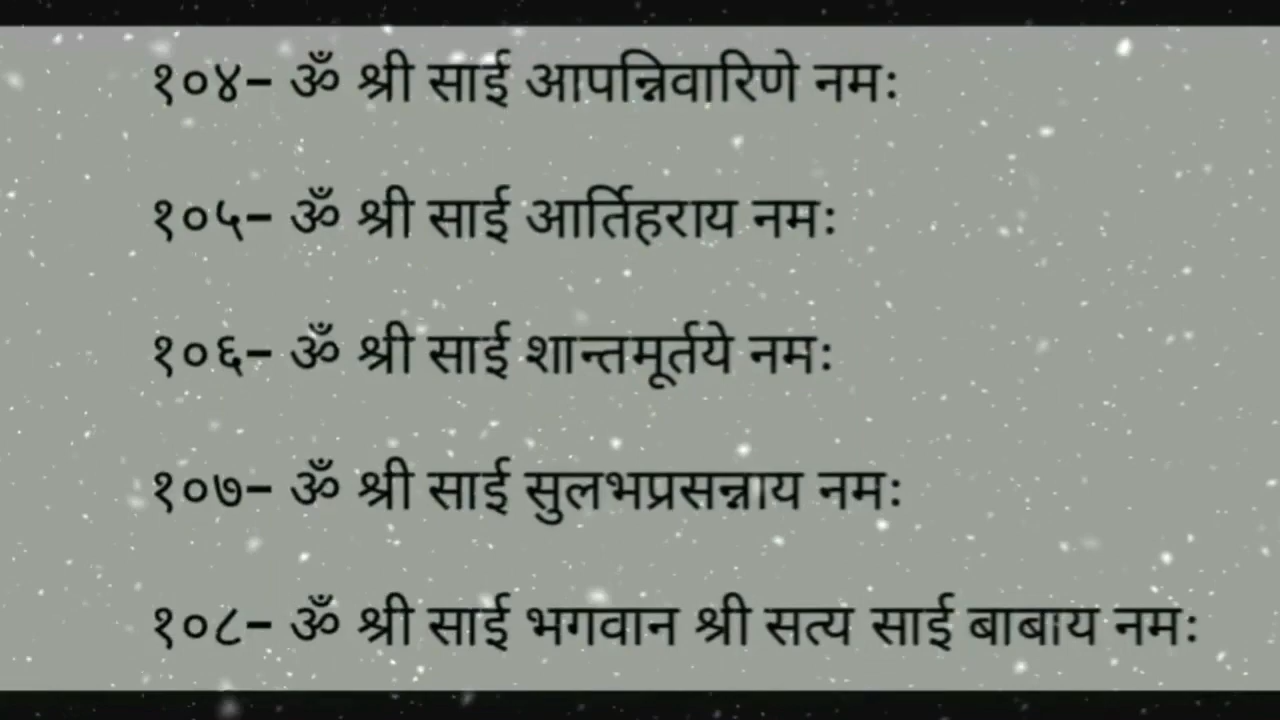 १०४– ॐ श्री साई आपन्निवारिणे नमः
१०५– ॐ श्री साई आर्तिहराय नमः
१०६– ॐ श्री साई शान्तमूर्तये नमः
१०७– ॐ श्री साई सुलभप्रसन्नाय नमः
१०८– ॐ श्री साई भगवान श्री सत्य साई बाबाय नमः